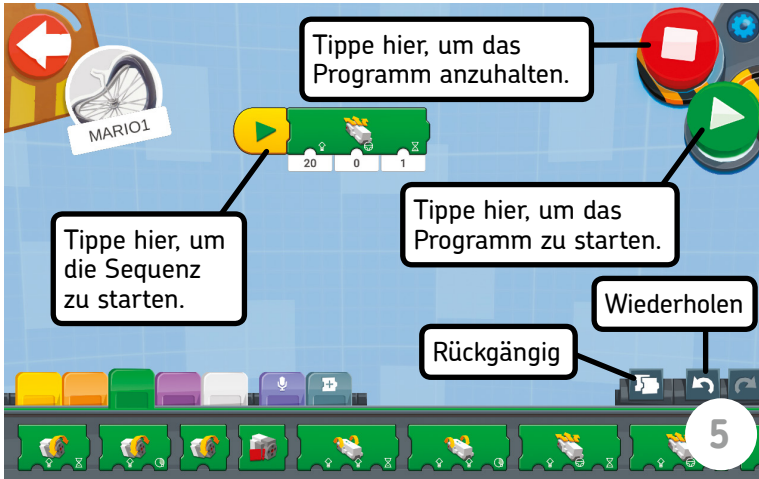 Tippe hier, um das
Programm anzuhalten.
MARIO1
20 0 1
Tippe hier, um
die Sequenz
zu starten.
Tippe hier, um das
Programm zu starten.
Wiederholen
Rückgängig
5